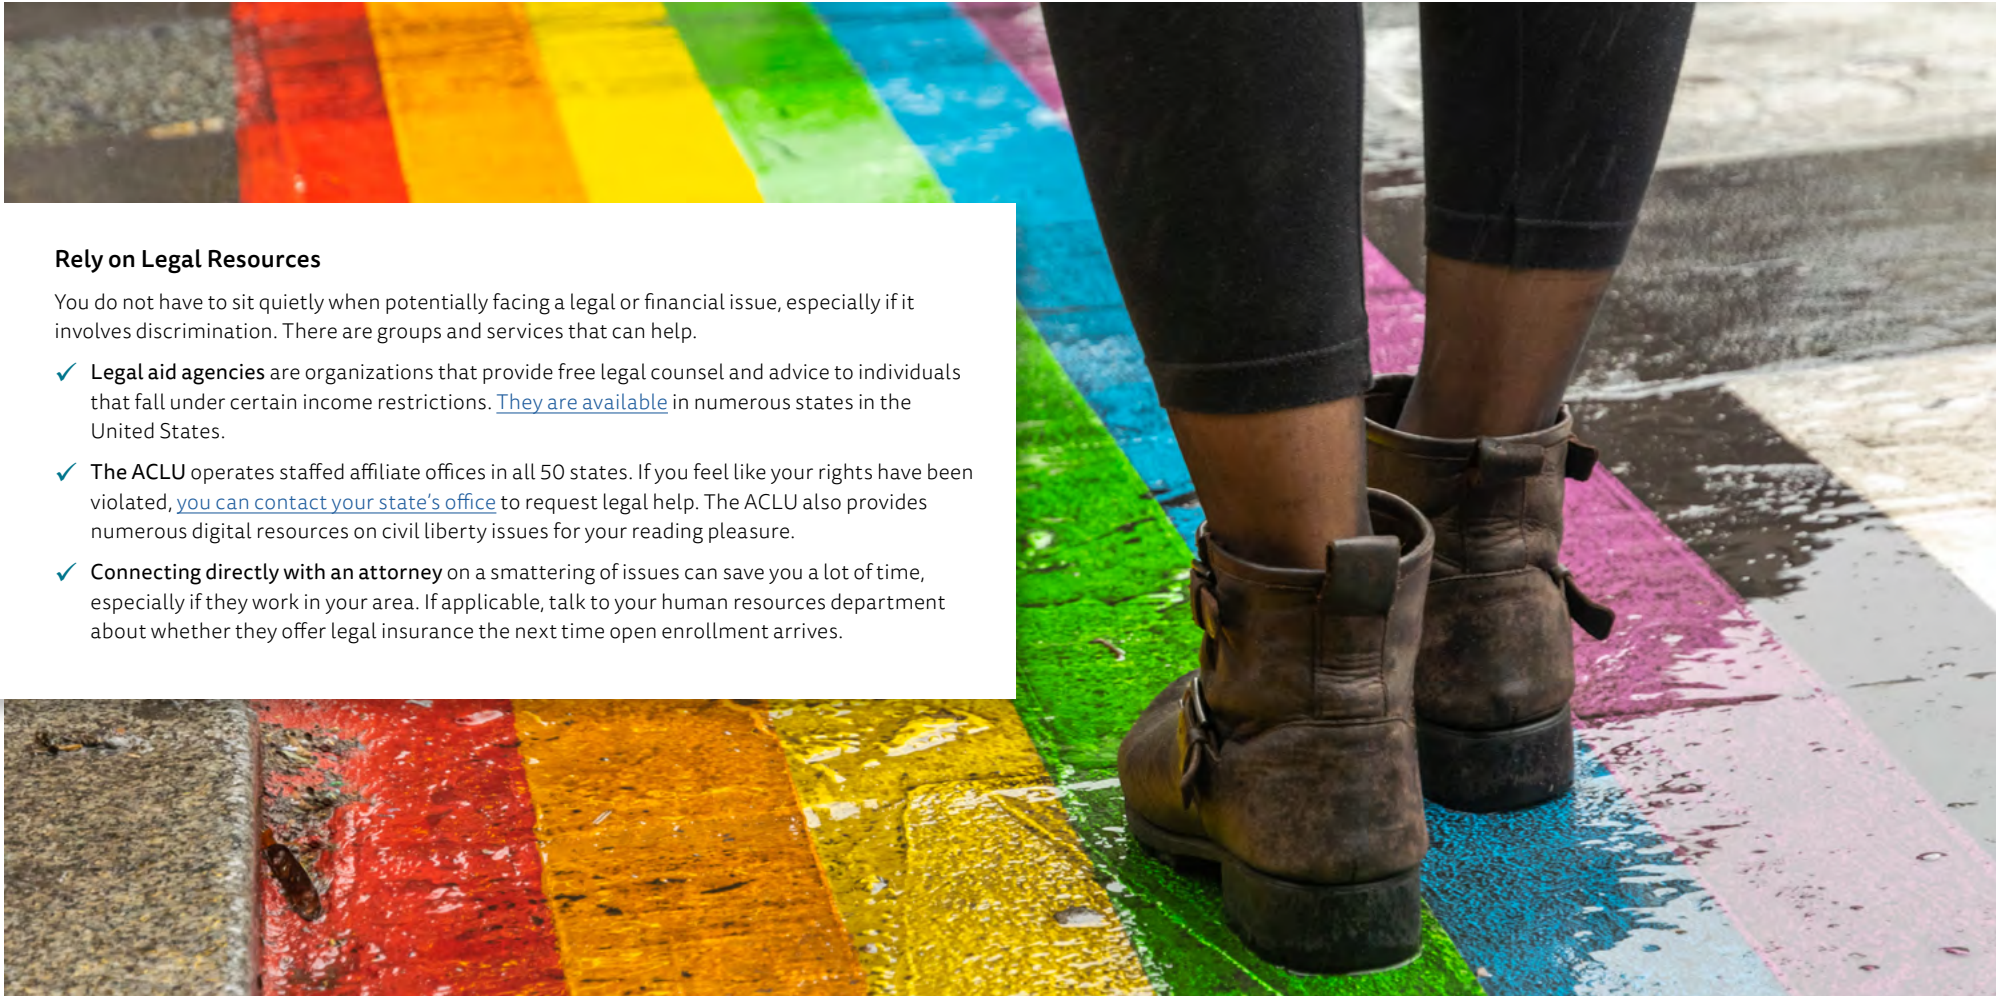 Rely on Legal Resources
You do not have to sit quietly when potentially facing a legal or financial issue, especially if it
involves discrimination. There are groups and services that can help.
✓ Legal aid agencies are organizations that provide free legal counsel and advice to individuals
that fall under certain income restrictions. They are available in numerous states in the
United States.
✓ The ACLU operates staffed affiliate offices in all 50 states. If you feel like your rights have been
violated, you can contact your state's office to request legal help. The ACLU also provides
numerous digital resources on civil liberty issues for your reading pleasure.
✓ Connecting directly with an attorney on a smattering of issues can save you a lot of time,
especially if they work in your area. If applicable, talk to your human resources department
about whether they offer legal insurance the next time open enrollment arrives.